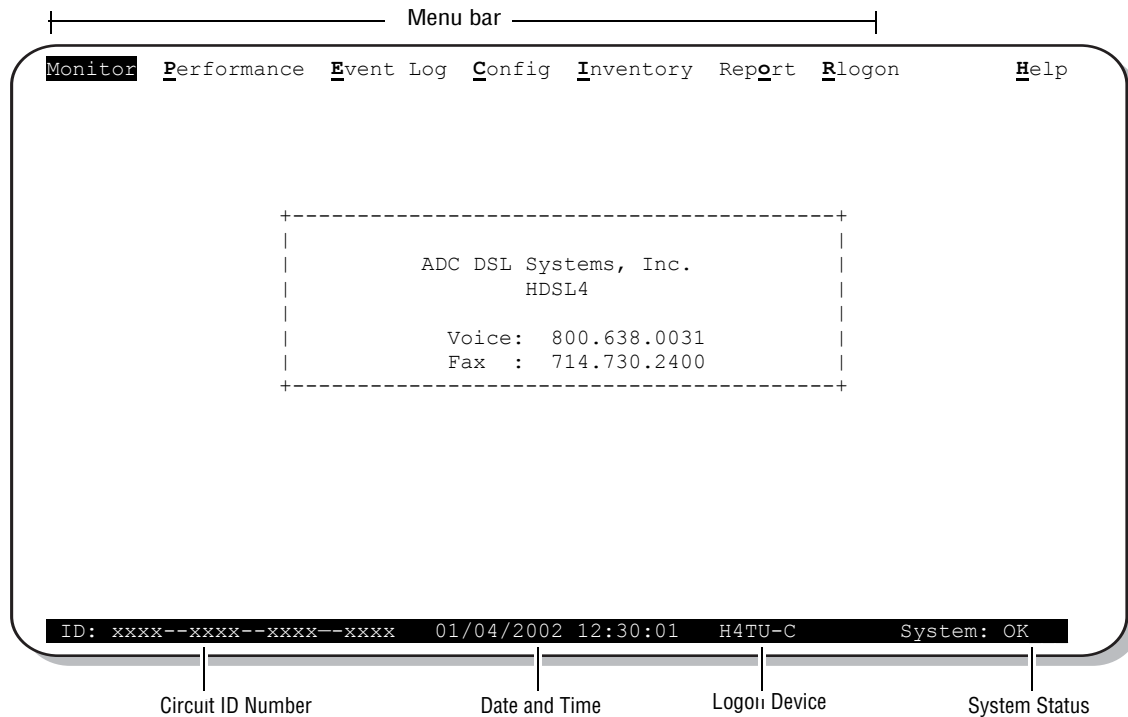 Menu bar
Monitor Performance Event Log Config Inventory Report Rlogon Help
ADC DSL Systems, Inc.
HDSL4
Voice: 800.638.0031
Fax : 714.730.2400
ID: xxxx--xxxx--xxxx--xxxx 01/04/2002 12:30:01 H4TU-C System: OK
Circuit ID Number Date and Time Logon Device System Status